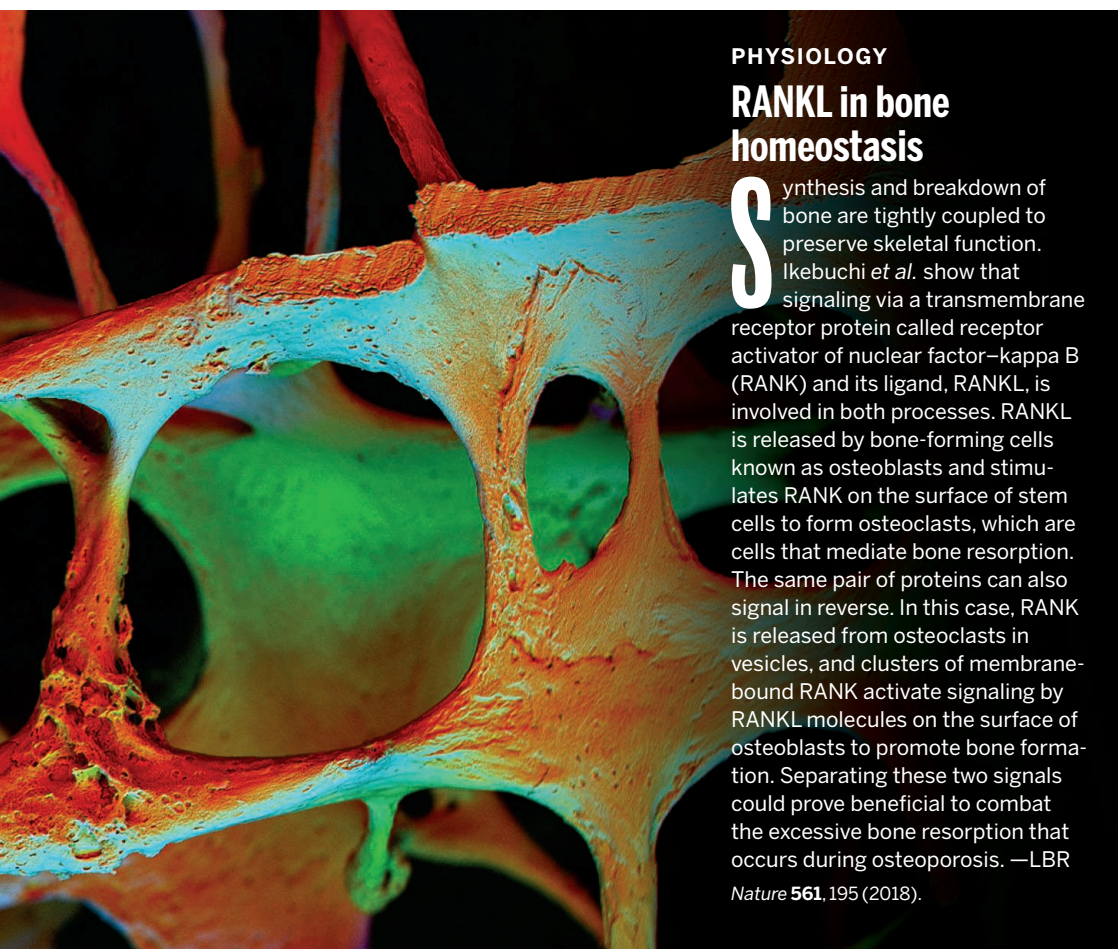 PHYSIOLOGY
RANKL in bone
homeostasis
Synthesis and breakdown of
bone are tightly coupled to
preserve skeletal function.
Ikebuchi et al. show that
signaling via a transmembrane
receptor protein called receptor
activator of nuclear factor–kappa B
(RANK) and its ligand, RANKL, is
involved in both processes. RANKL
is released by bone-forming cells
known as osteoblasts and stimu-
lates RANK on the surface of stem
cells to form osteoclasts, which are
cells that mediate bone resorption.
The same pair of proteins can also
signal in reverse. In this case, RANK
is released from osteoclasts in
vesicles, and clusters of membrane-
bound RANK activate signaling by
RANKL molecules on the surface of
osteoblasts to promote bone forma-
tion. Separating these two signals
could prove beneficial to combat
the excessive bone resorption that
occurs during osteoporosis. —LBR
Nature 561, 195 (2018).